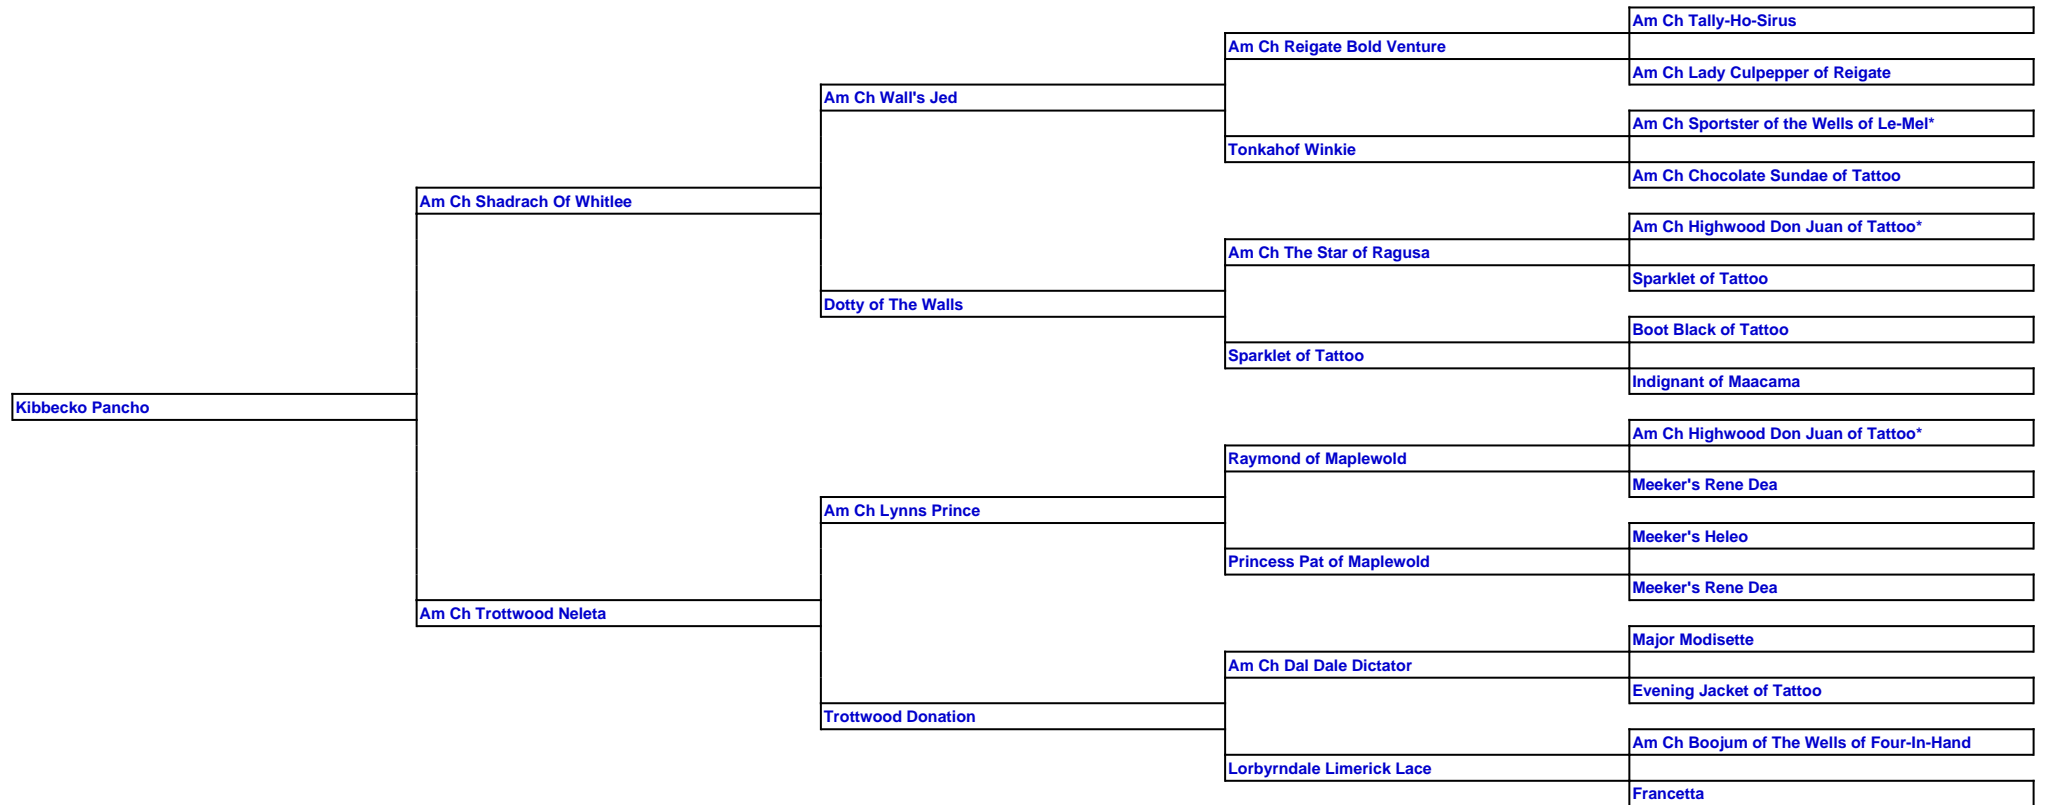 Am Ch Tally-Ho-Sirus
Am Ch Reigate Bold Venture
Am Ch Lady Culpepper of Reigate
Am Ch Wall's Jed
Am Ch Sportster of the Wells of Le-Mel*
Tonkahof Winkie
Am Ch Chocolate Sundae of Tattoo
Am Ch Shadrach Of Whitlee
Am Ch Highwood Don Juan of Tattoo*
Am Ch The Star of Ragusa
Sparklet of Tattoo
Dotty of The Walls
Boot Black of Tattoo
Sparklet of Tattoo
Indignant of Maacama
Kibbecko Pancho
Am Ch Highwood Don Juan of Tattoo*
Raymond of Maplewold
Meeker's Rene Dea
Am Ch Lynns Prince
Meeker's Heleo
Princess Pat of Maplewold
Meeker's Rene Dea
Am Ch Trottwood Neleta
Major Modisette
Am Ch Dal Dale Dictator
Evening Jacket of Tattoo
Trottwood Donation
Am Ch Boojum of The Wells of Four-In-Hand
Lorbyrndale Limerick Lace
Francetta